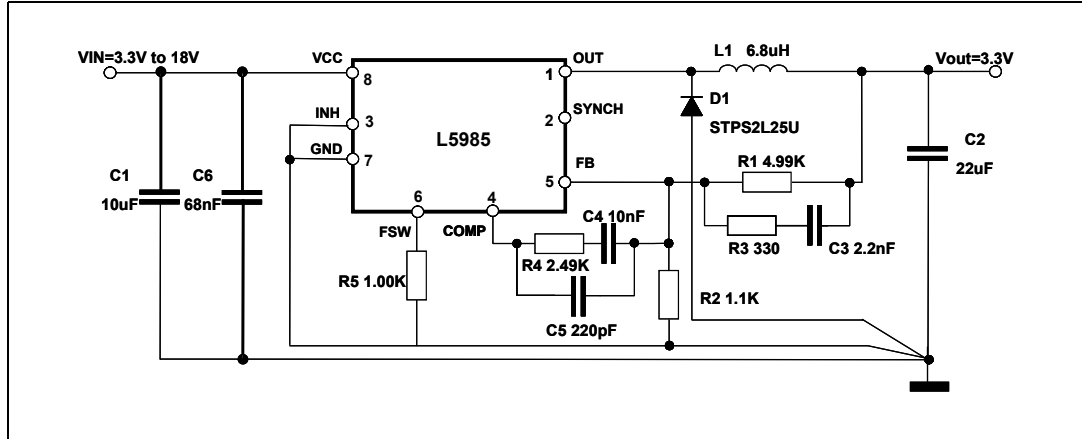 VIN=3.3V to 18V
VCC
8
INH
3
GND
7
L5985
OUT
1
SYNCH
2
FB
5
6
FSW
4
COMP
L1 6.8uH
Vout=3.3V
D1
STPS2L25U
C2
22uF
C1
10uF
C6
68nF
R1 4.99K
R3 330
C3 2.2nF
C4 10nF
R4 2.49K
C5 220pF
R5 1.00K
R2 1.1K